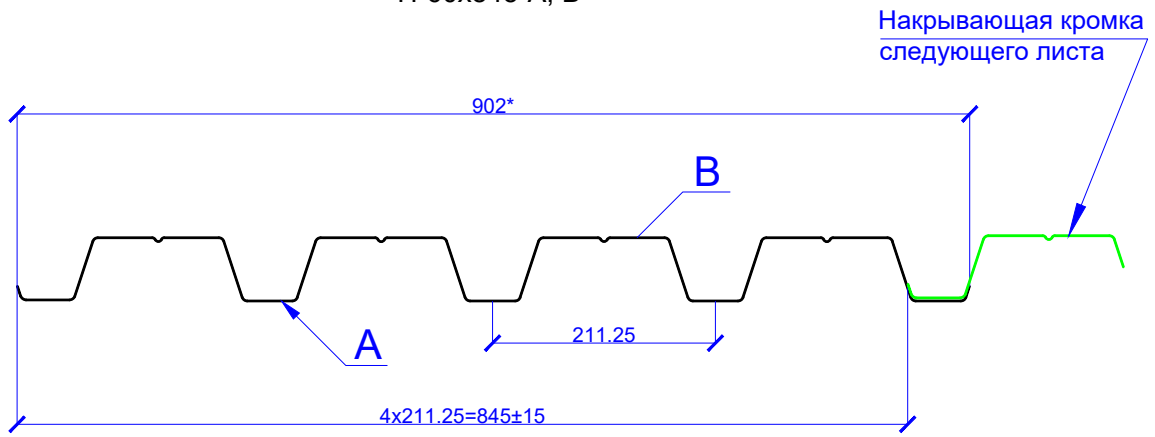 Накрывающая кромка
следующего листа
902*
B
211.25
A
4x211.25=845±15